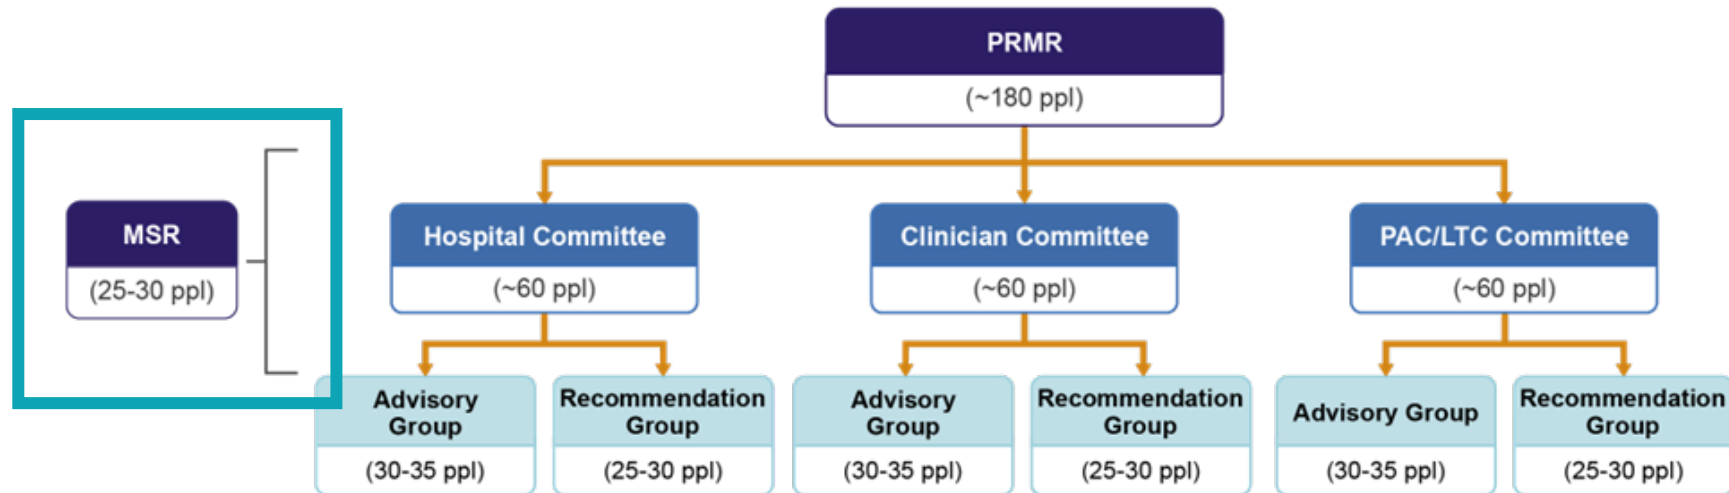 PRMR
(~180 ppl)
MSR
(25-30 ppl)
Hospital Committee
(~60 ppl)
Clinician Committee
(~60 ppl)
PAC/LTC Committee
(~60 ppl)
Advisory
Group
(30-35 ppl)
Recommendation
Group
(25-30 ppl)
Advisory
Group
(30-35 ppl)
Recommendation
Group
(25-30 ppl)
Advisory Group
(30-35 ppl)
Recommendation
Group
(25-30 ppl)